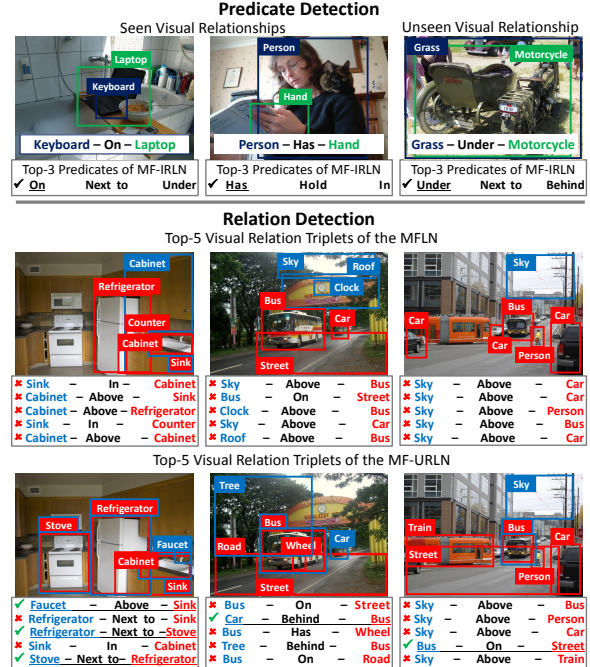 Predicate Detection
Seen Visual Relationships
Unseen Visual Relationship
Laptop
Keyboard
Keyboard – On – Laptop
Person
Hand
Person – Has – Hand
Grass
Motorcycle
Grass – Under – Motorcycle
Top-3 Predicates of MF-IRLN
✔ On Next to Under
Top-3 Predicates of MF-IRLN
✔ Has Hold In
Top-3 Predicates of MF-IRLN
✔ Under Next to Behind
Relation Detection
Top-5 Visual Relation Triplets of the MFLN
Cabinet
Refrigerator
Counter
Cabinet
Sink
Sky
Roof
Clock
Bus
Car
Street
Sky
Bus
Car
Car
Car
Person
✖ Sink – In – Cabinet
✖ Cabinet – Above – Sink
✖ Cabinet – Above – Refrigerator
✖ Sink – In – Counter
✖ Cabinet – Above – Cabinet
✖ Sky – Above – Bus
✖ Bus – On – Street
✖ Clock – Above – Bus
✖ Sky – Above – Car
✖ Roof – Above – Bus
✖ Sky – Above – Car
✖ Sky – Above – Car
✖ Sky – Above – Person
✖ Sky – Above – Bus
✖ Sky – Above – Car
Top-5 Visual Relation Triplets of the MF-URLN
Refrigerator
Stove
Faucet
Cabinet
Sink
Tree
Bus
Road
Wheel
Car
Street
Sky
Train
Bus
Car
Street
Person
✓ Faucet – Above – Sink
✖ Refrigerator – Next to – Sink
✓ Refrigerator – Next to – Stove
✖ Sink – In – Cabinet
✓ Stove – Next to – Refrigerator
✖ Bus – On – Street
✓ Car – Behind – Bus
✖ Bus – Has – Wheel
✖ Tree – Behind – Bus
✖ Bus – On – Road
✖ Sky – Above – Bus
✖ Sky – Above – Person
✖ Sky – Above – Car
✓ Bus – On – Street
✖ Sky – Above – Train